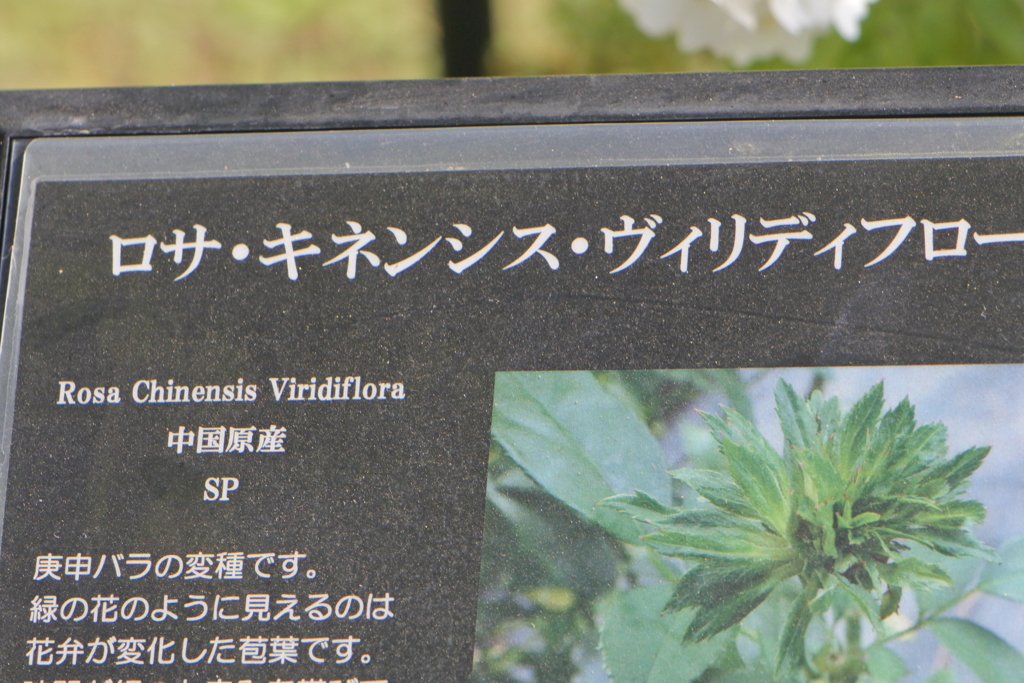 ロサ・キネンシス・ヴィリディフロー
Rosa Chinensis Viridiflora
中国原産
SP
庚申バラの変種です。
緑の花のように見えるのは
花弁が変化した苞葉です。